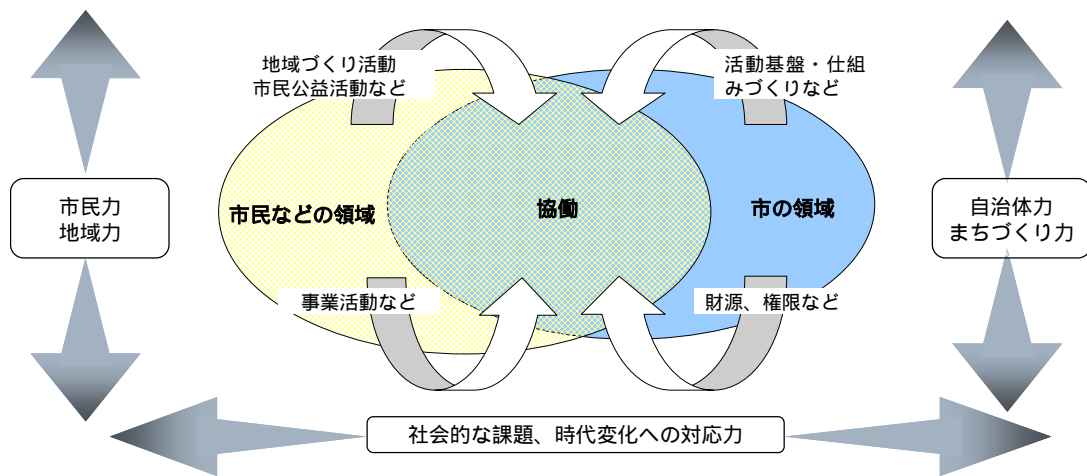 地域づくり活動
市民公益活動など
活動基盤・仕組
みづくりなど
市民力
地域力
市民などの領域
協働
市の領域
自治体力
まちづくり力
事業活動など
財源、権限など
社会的な課題、時代変化への対応力